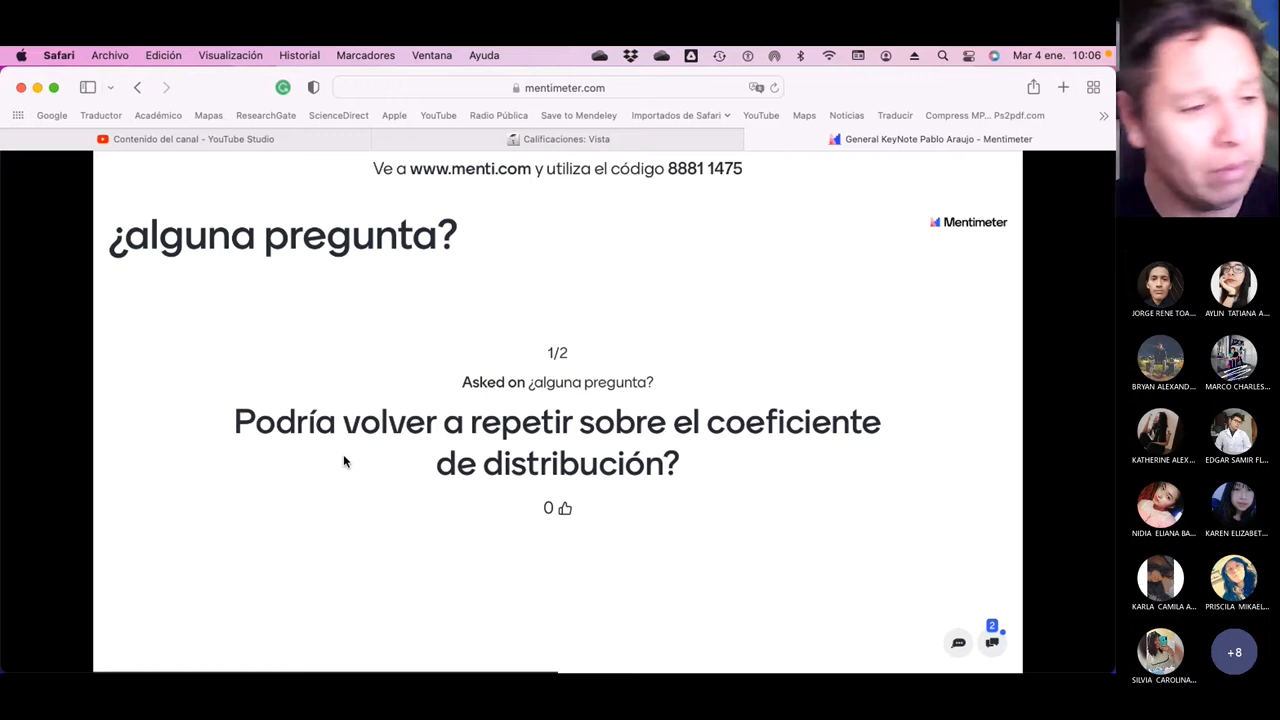 Safari Archivo Edición Visualización Historial Marcadores Ventana Ayuda Mar 4 ene. 10:06
mentimeter.com
Google Traductor Académico Mapas ResearchGate ScienceDirect Apple YouTube Radio Pública Save to Mendeley Importados de Safari YouTube Maps Noticias Traducir Compress MP... Ps2pdf.com
Contenido del canal - YouTube Studio Calificaciones: Vista General KeyNote Pablo Araujo - Mentimeter
Ve a www.menti.com y utiliza el código 8881 1475
Mentimeter
¿alguna pregunta?
1/2
Asked on ¿alguna pregunta?
Podría volver a repetir sobre el coeficiente
de distribución?
0
2
JORGE RENE TOA... AYLIN TATIANA A...
BRYAN ALEXAND... MARCO CHARLES...
KATHERINE ALEX... EDGAR SAMIR FL...
NIDIA ELIANA BA... KAREN ELIZABET...
KARLA CAMILA A... PRISCILA MIKAEL...
SILVIA CAROLINA... +8